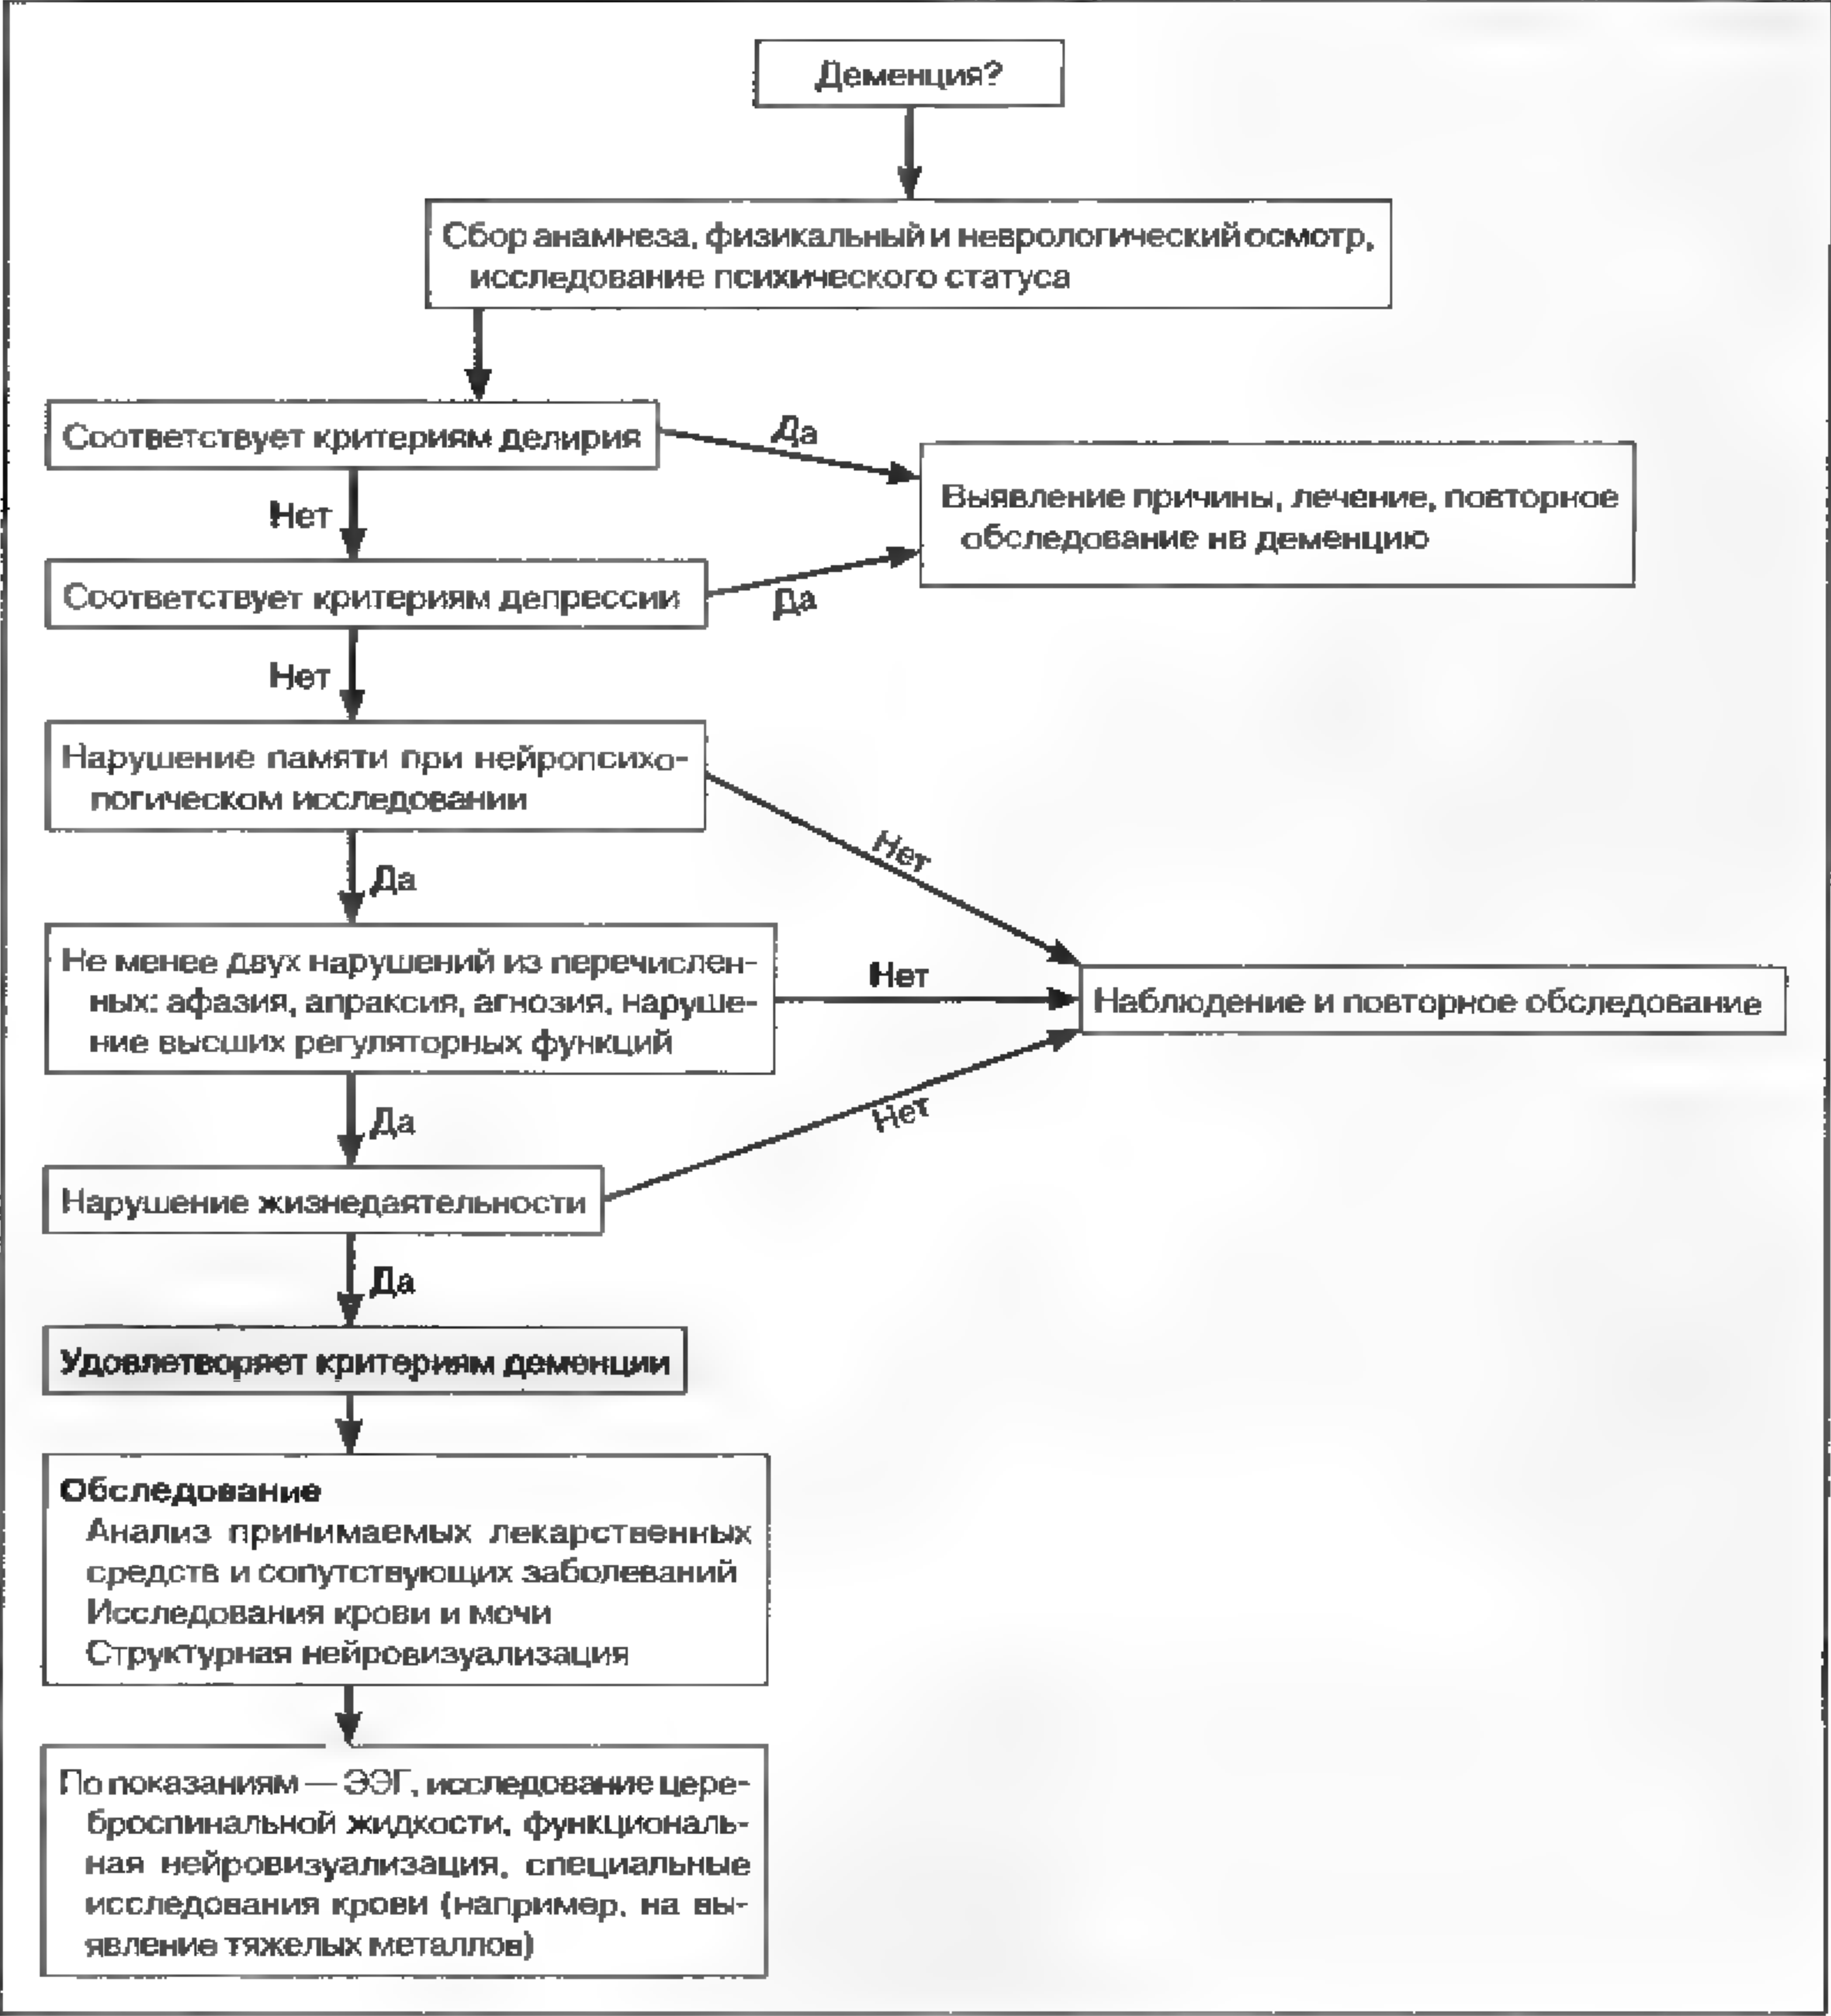 Деменция?
Сбор анамнеза, физикальный и неврологический осмотр,
исследование психического статуса
Соответствует критериям делирия
Да
Выявление причины, лечение, повторное
обследование нв деменцию
Нет
Соответствует критериям депрессии
Да
Нет
Нарушение памяти при нейропсихо-
логическом исследовании
Нет
Да
Не менее двух нарушений из перечислен-
ных: афазия, апраксия, агнозия, наруше-
ние высших регуляторных функций
Нет
Наблюдение и повторное обследование
Да
Нет
Нарушение жизнедаятельности
Да
Удовлетворяет критериям деменции
Обследование
Анализ принимаемых лекарственных
средств и сопутствующих заболеваний
Исследования крови и мочи
Структурная нейровизуализация
По показаниям — ЭЭГ, исследование цере-
броспинальной жидкости, функциональ-
ная нейровизуализация, специальные
исследования крови (например, на вы-
явление тяжелых металлов)